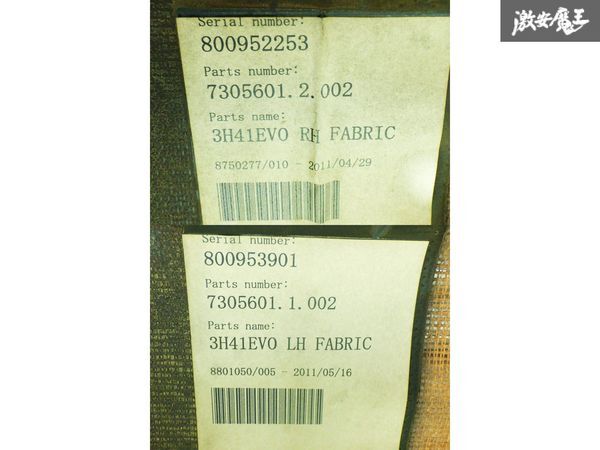 激安魔王
Serial number:
800952253
Parts number:
7305601.2.002
Parts name:
3H41EVO RH FABRIC
8750277/010 - 2011/04/29
Serial number:
800953901
Parts number:
7305601.1.002
Parts name:
3H41EVO LH FABRIC
8801050/005 - 2011/05/16